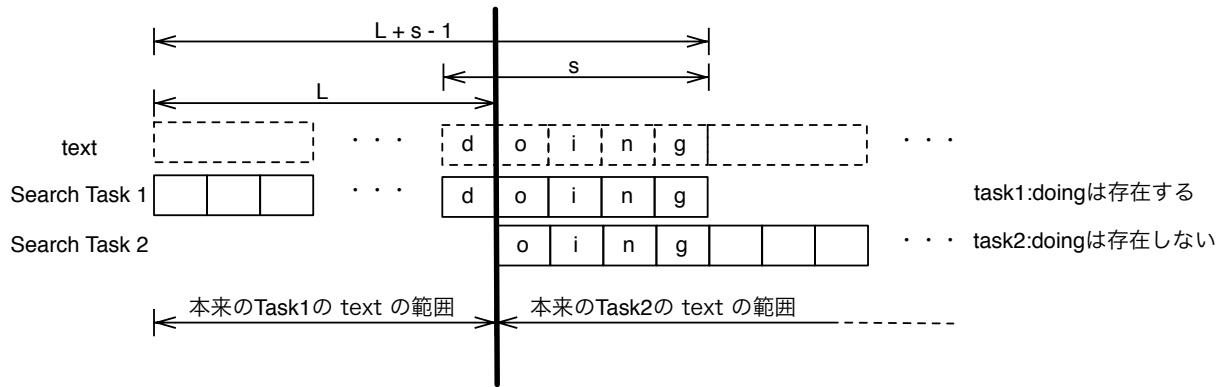 L + s - 1
s
L
text ・・・ d o i n g ・・・
Search Task 1 ・・・ d o i n g task1:doingは存在する
Search Task 2 o i n g ・・・ task2:doingは存在しない
本来のTask1の text の範囲 本来のTask2の text の範囲